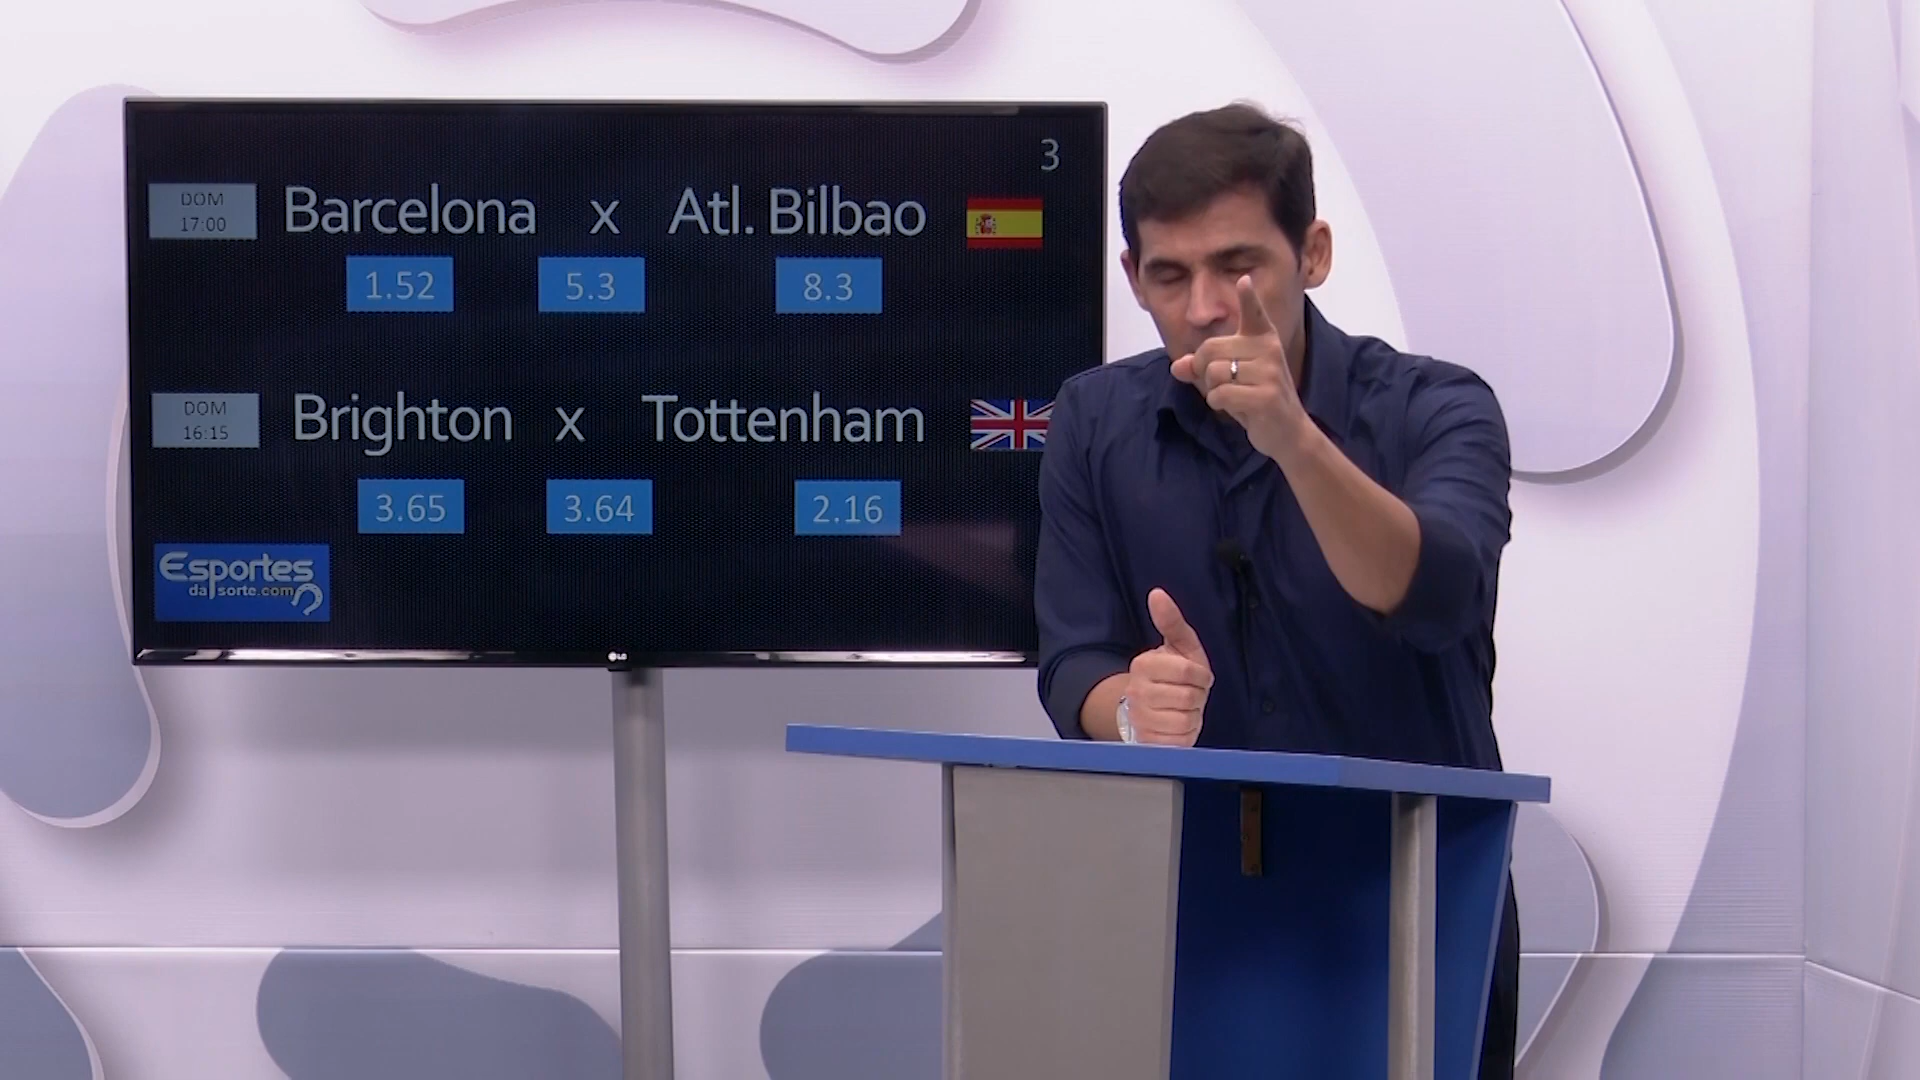 3
DOM
17:00
Barcelona x Atl. Bilbao
1.52 5.3 8.3
DOM
16:15
Brighton x Tottenham
3.65 3.64 2.16
Esportes
da sorte.com
LG